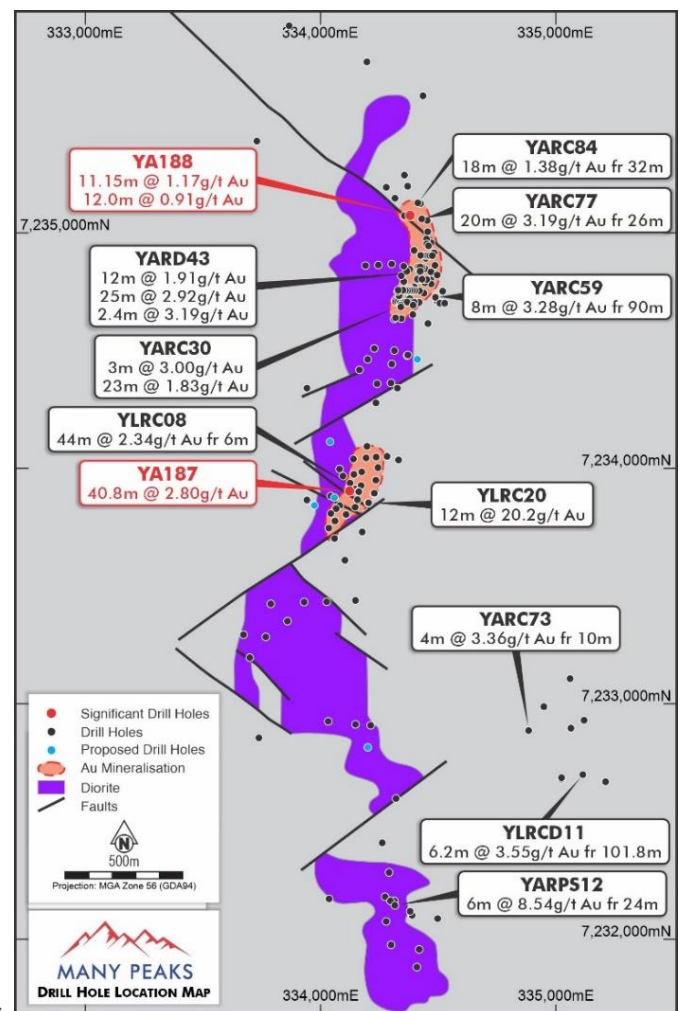 333,000mE
334,000mE
335,000mE
YARC84
18m @ 1.38g/t Au fr 32m
YA188
11.15m @ 1.17g/t Au
12.0m @ 0.91g/t Au
YARC77
20m @ 3.19g/t Au fr 26m
7,235,000mN
YARD43
12m @ 1.91g/t Au
25m @ 2.92g/t Au
2.4m @ 3.19g/t Au
YARC59
8m @ 3.28g/t Au fr 90m
YARC30
3m @ 3.00g/t Au
23m @ 1.83g/t Au
YLRC08
44m @ 2.34g/t Au fr 6m
7,234,000mN
YA187
40.8m @ 2.80g/t Au
YLRC20
12m @ 20.2g/t Au
YARC73
4m @ 3.36g/t Au fr 10m
7,233,000mN
Significant Drill Holes
Drill Holes
Proposed Drill Holes
Au Mineralisation
Diorite
Faults
N
500m
Projection: MGA Zone 56 (GDA94)
YLRCD11
6.2m @ 3.55g/t Au fr 101.8m
YARPS12
6m @ 8.54g/t Au fr 24m
7,232,000mN
MANY PEAKS
DRILL HOLE LOCATION MAP
334,000mE
335,000mE